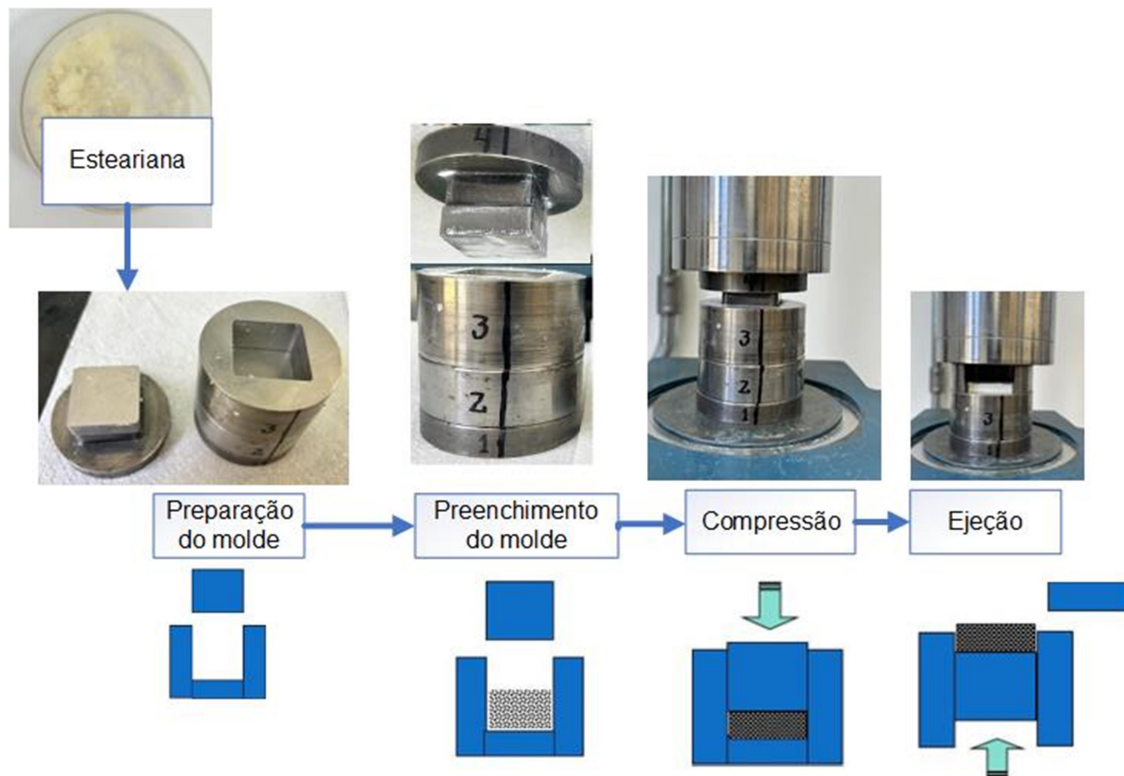 Esteariana
4
3
2
1
3
2
3
2
1
3
1
Preparação
do molde
Preenchimento
do molde
Compressão
Ejeção